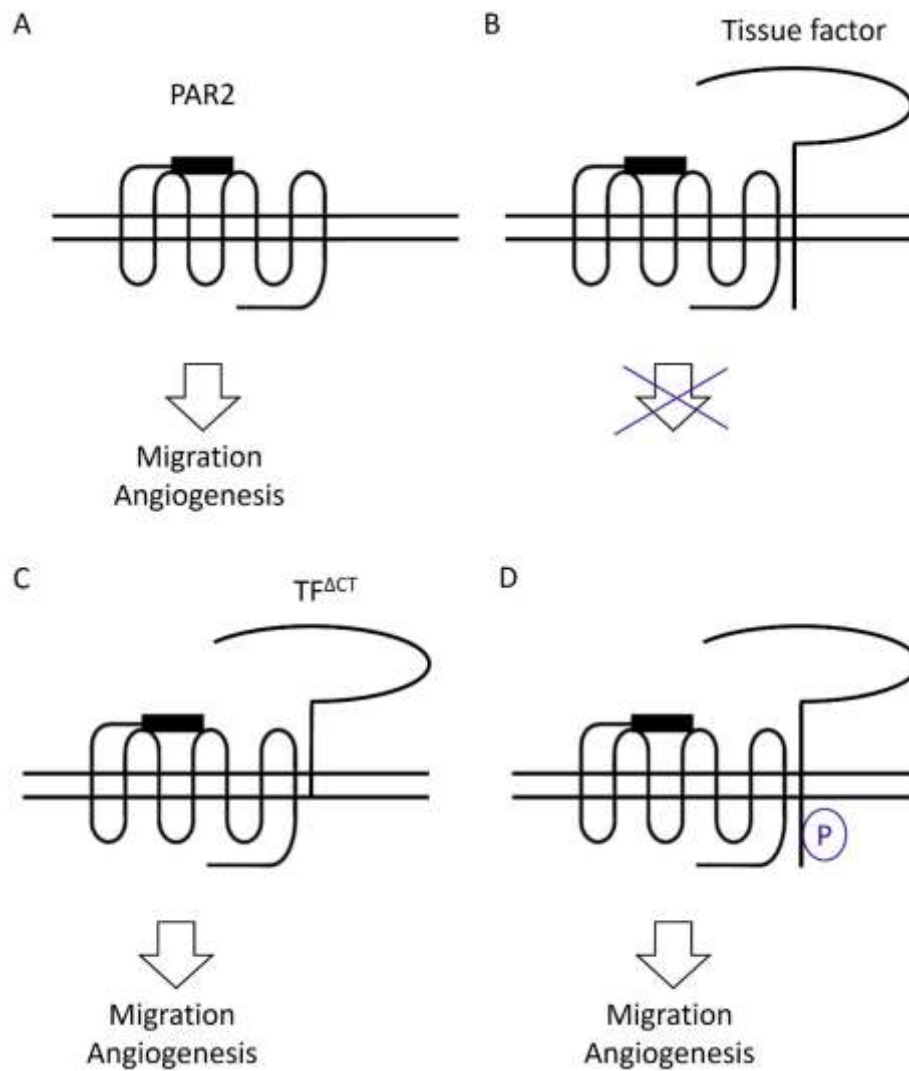 A
PAR2
Migration
Angiogenesis
B
Tissue factor
C
TF^ΔCT
Migration
Angiogenesis
D
P
Migration
Angiogenesis